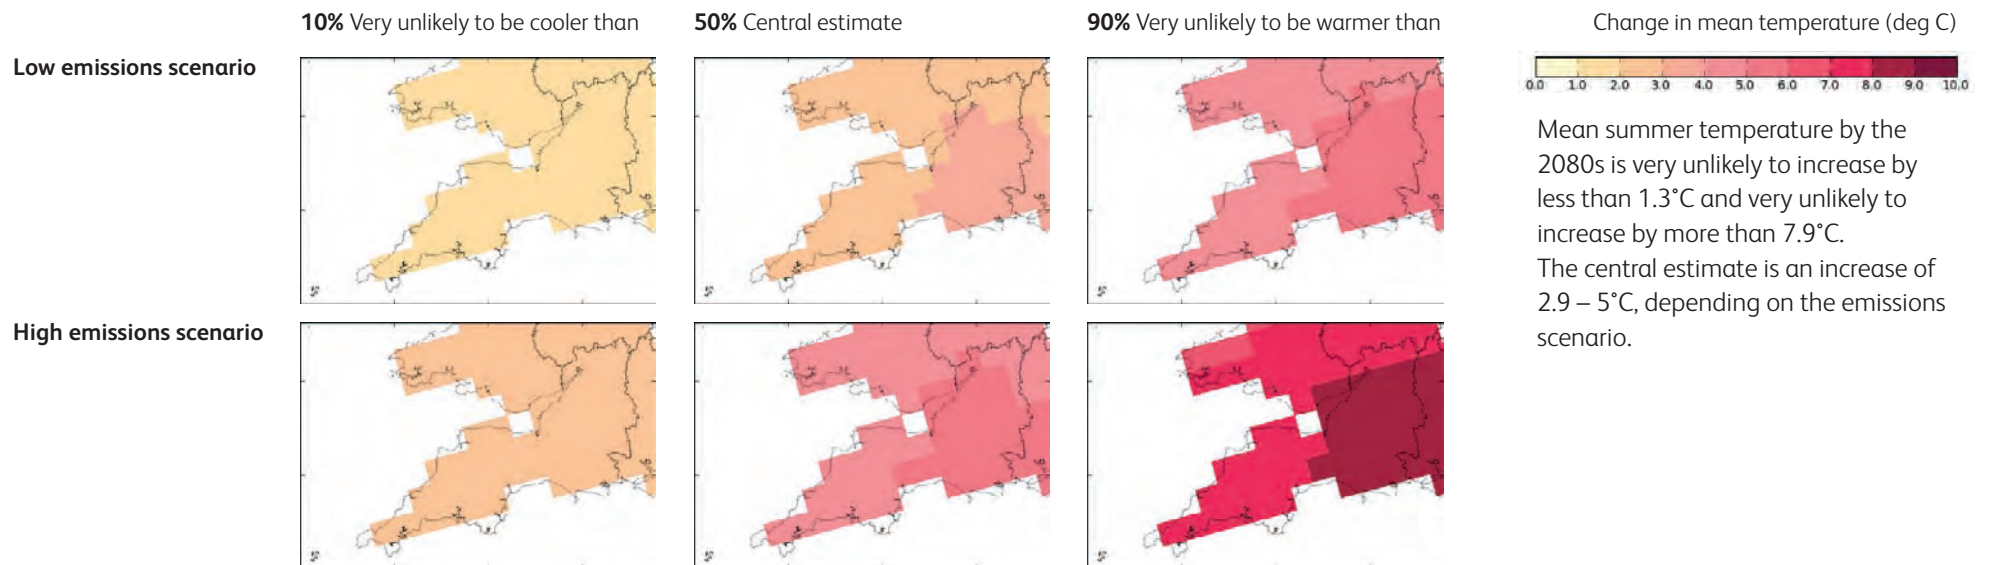 10% Very unlikely to be cooler than
50% Central estimate
90% Very unlikely to be warmer than
Change in mean temperature (deg C)
Low emissions scenario
0.0 1.0 2.0 3.0 4.0 5.0 6.0 7.0 8.0 9.0 10.0
Mean summer temperature by the
2080s is very unlikely to increase by
less than 1.3˚C and very unlikely to
increase by more than 7.9˚C.
The central estimate is an increase of
2.9 – 5˚C, depending on the emissions
scenario.
High emissions scenario